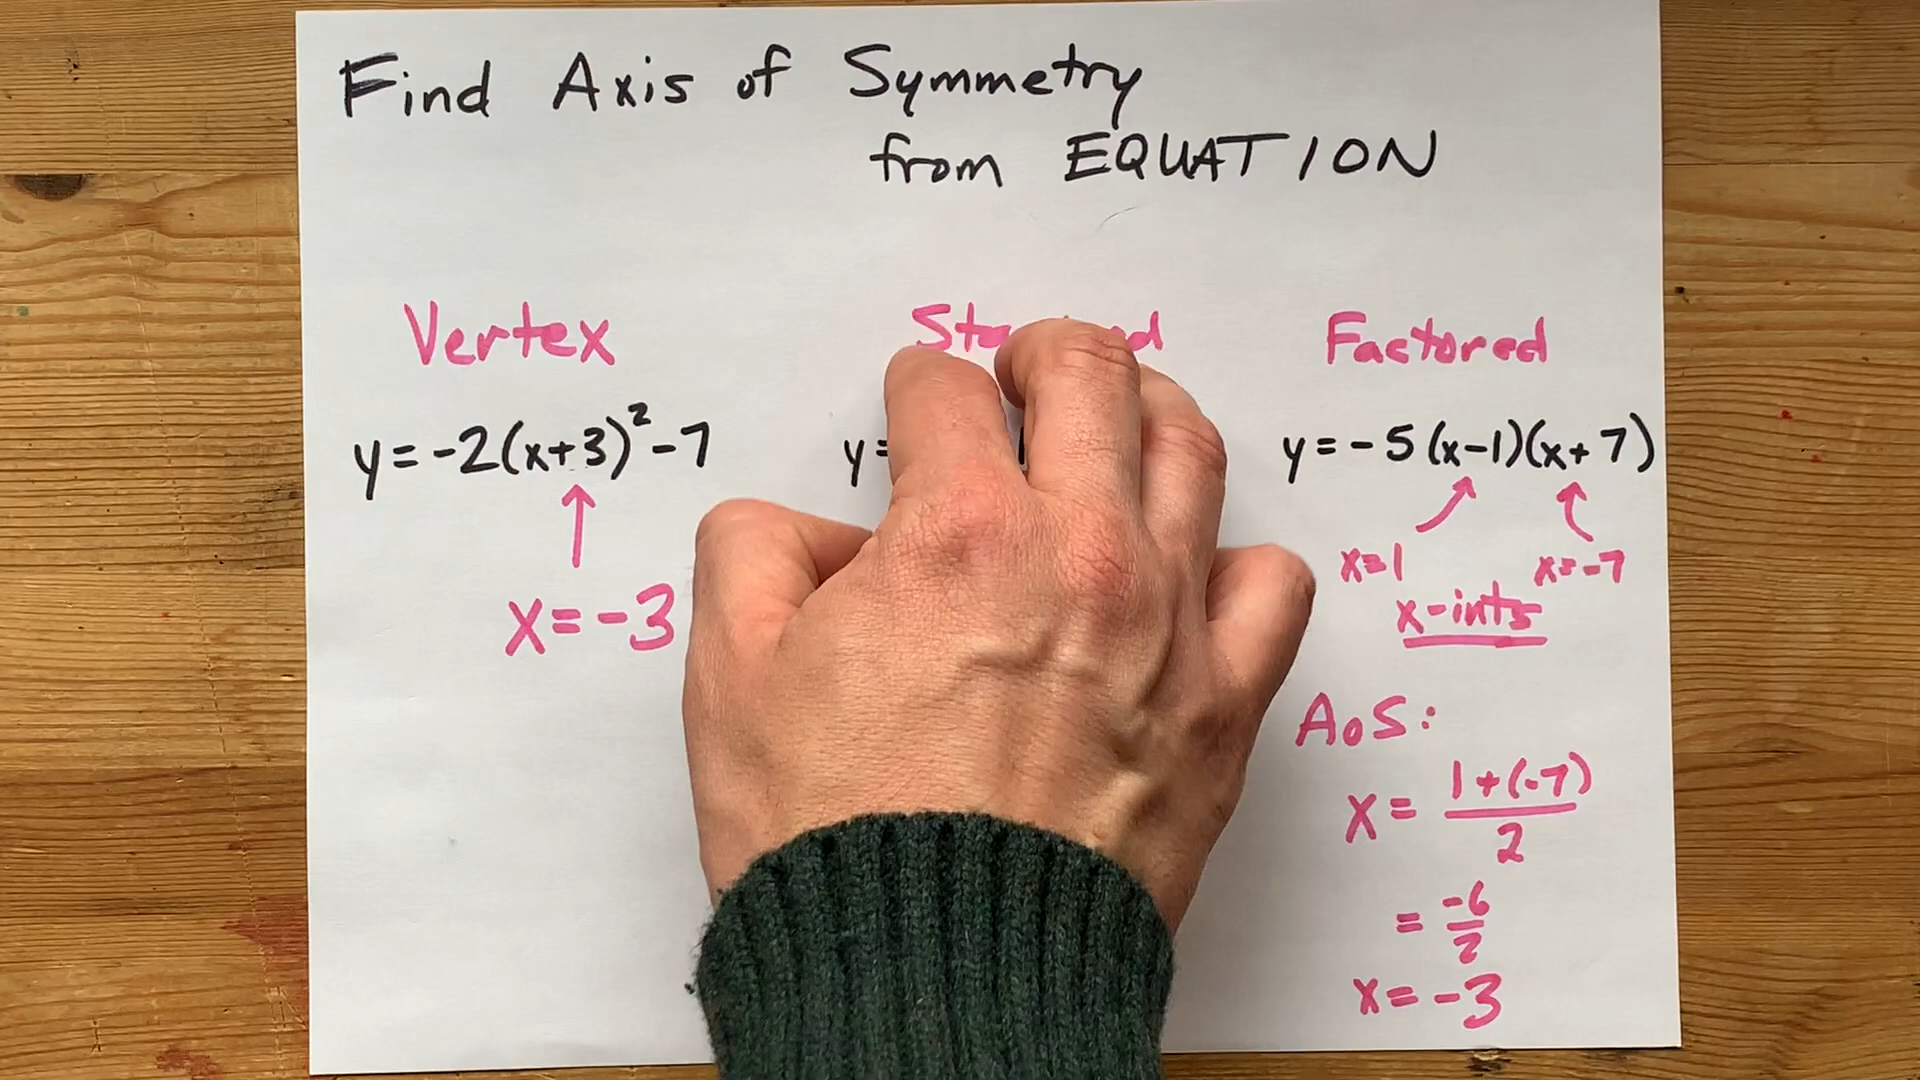 Find Axis of Symmetry
from EQUATION
Vertex
y=-2(x+3)²-7
x=-3
y=
Factored
y=-5(x-1)(x+7)
x=1 x=-7
x-ints
AoS:
x= 1+(-7)
2
= -6
2
x=-3